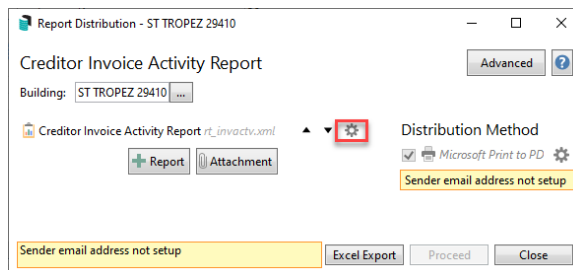 Report Distribution - ST TROPEZ 29410
Creditor Invoice Activity Report
Advanced
?
Building: ST TROPEZ 29410 ...
Creditor Invoice Activity Report rt_invactv.xml
Distribution Method
Report
Attachment
Microsoft Print to PD
Sender email address not setup
Sender email address not setup
Excel Export
Proceed
Close